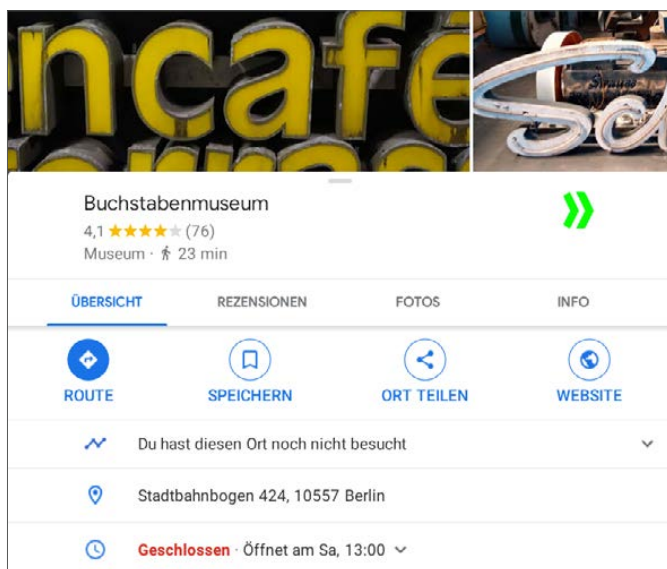 ncafé
Buchstabenmuseum
4,1 ★★★★★ (76)
Museum · 23 min
ÜBERSICHT REZENSIONEN FOTOS INFO
ROUTE SPEICHERN ORT TEILEN WEBSITE
Du hast diesen Ort noch nicht besucht
Stadtbahnbogen 424, 10557 Berlin
Geschlossen · Öffnet am Sa, 13:00